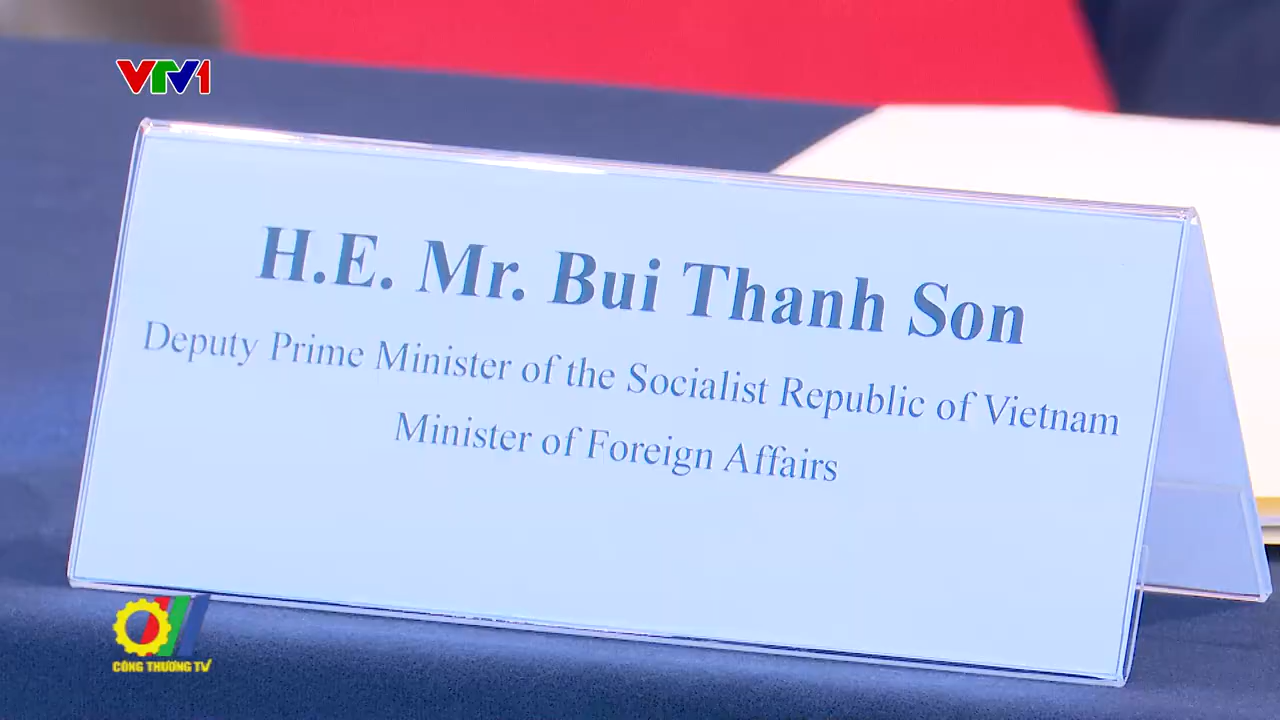 VTV1
H.E. Mr. Bui Thanh Son
Deputy Prime Minister of the Socialist Republic of Vietnam
Minister of Foreign Affairs
CÔNG THƯƠNG TV